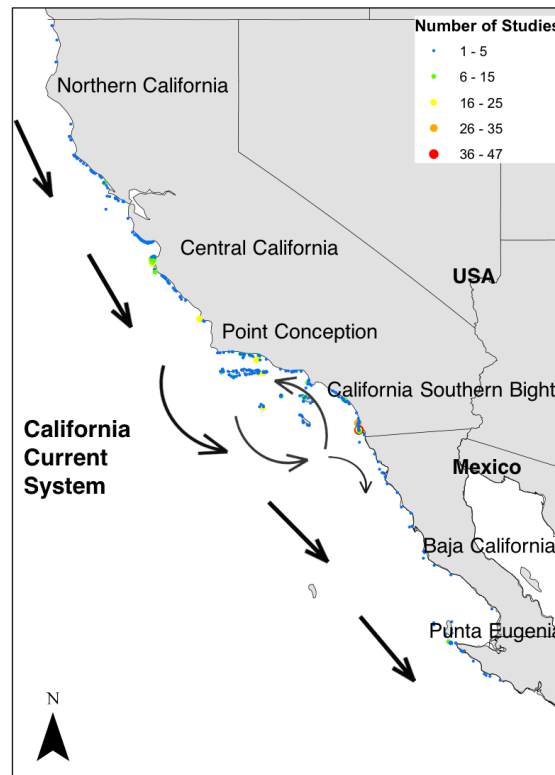 Number of Studies
1 - 5
6 - 15
16 - 25
26 - 35
36 - 47
Northern California
Central California
USA
Point Conception
California Southern Bight
California
Current
System
Mexico
Baja California
Punta Eugenia
N